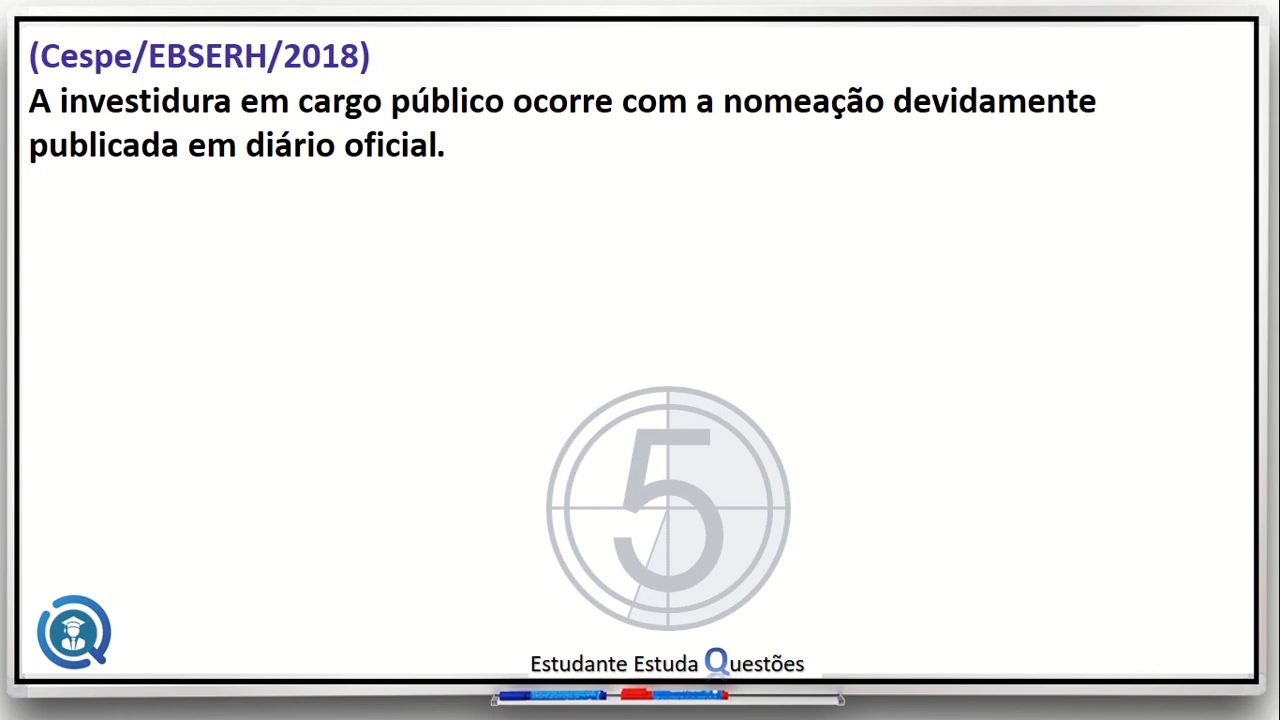 (Cespe/EBSERH/2018)
A investidura em cargo público ocorre com a nomeação devidamente
publicada em diário oficial.
5
Estudante Estuda Questões